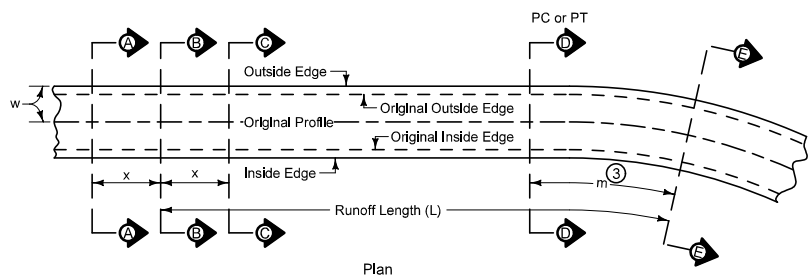 PC or PT
A B C D E
Outside Edge
w
Original Outside Edge
Original Profile
Original Inside Edge
x x Inside Edge
3
m
Runoff Length (L)
A B C D E
Plan